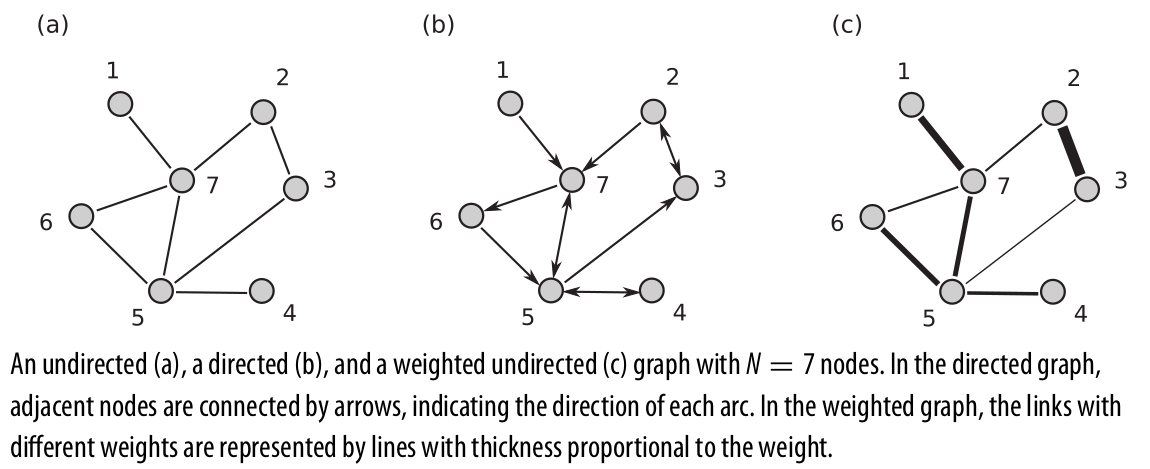 (a) (b) (c)
1 2 1 2 1 2
3 3 3
7 7 7
6 6 6
5 4 5 4 5 4
An undirected (a), a directed (b), and a weighted undirected (c) graph with N = 7 nodes. In the directed graph,
adjacent nodes are connected by arrows, indicating the direction of each arc. In the weighted graph, the links with
different weights are represented by lines with thickness proportional to the weight.